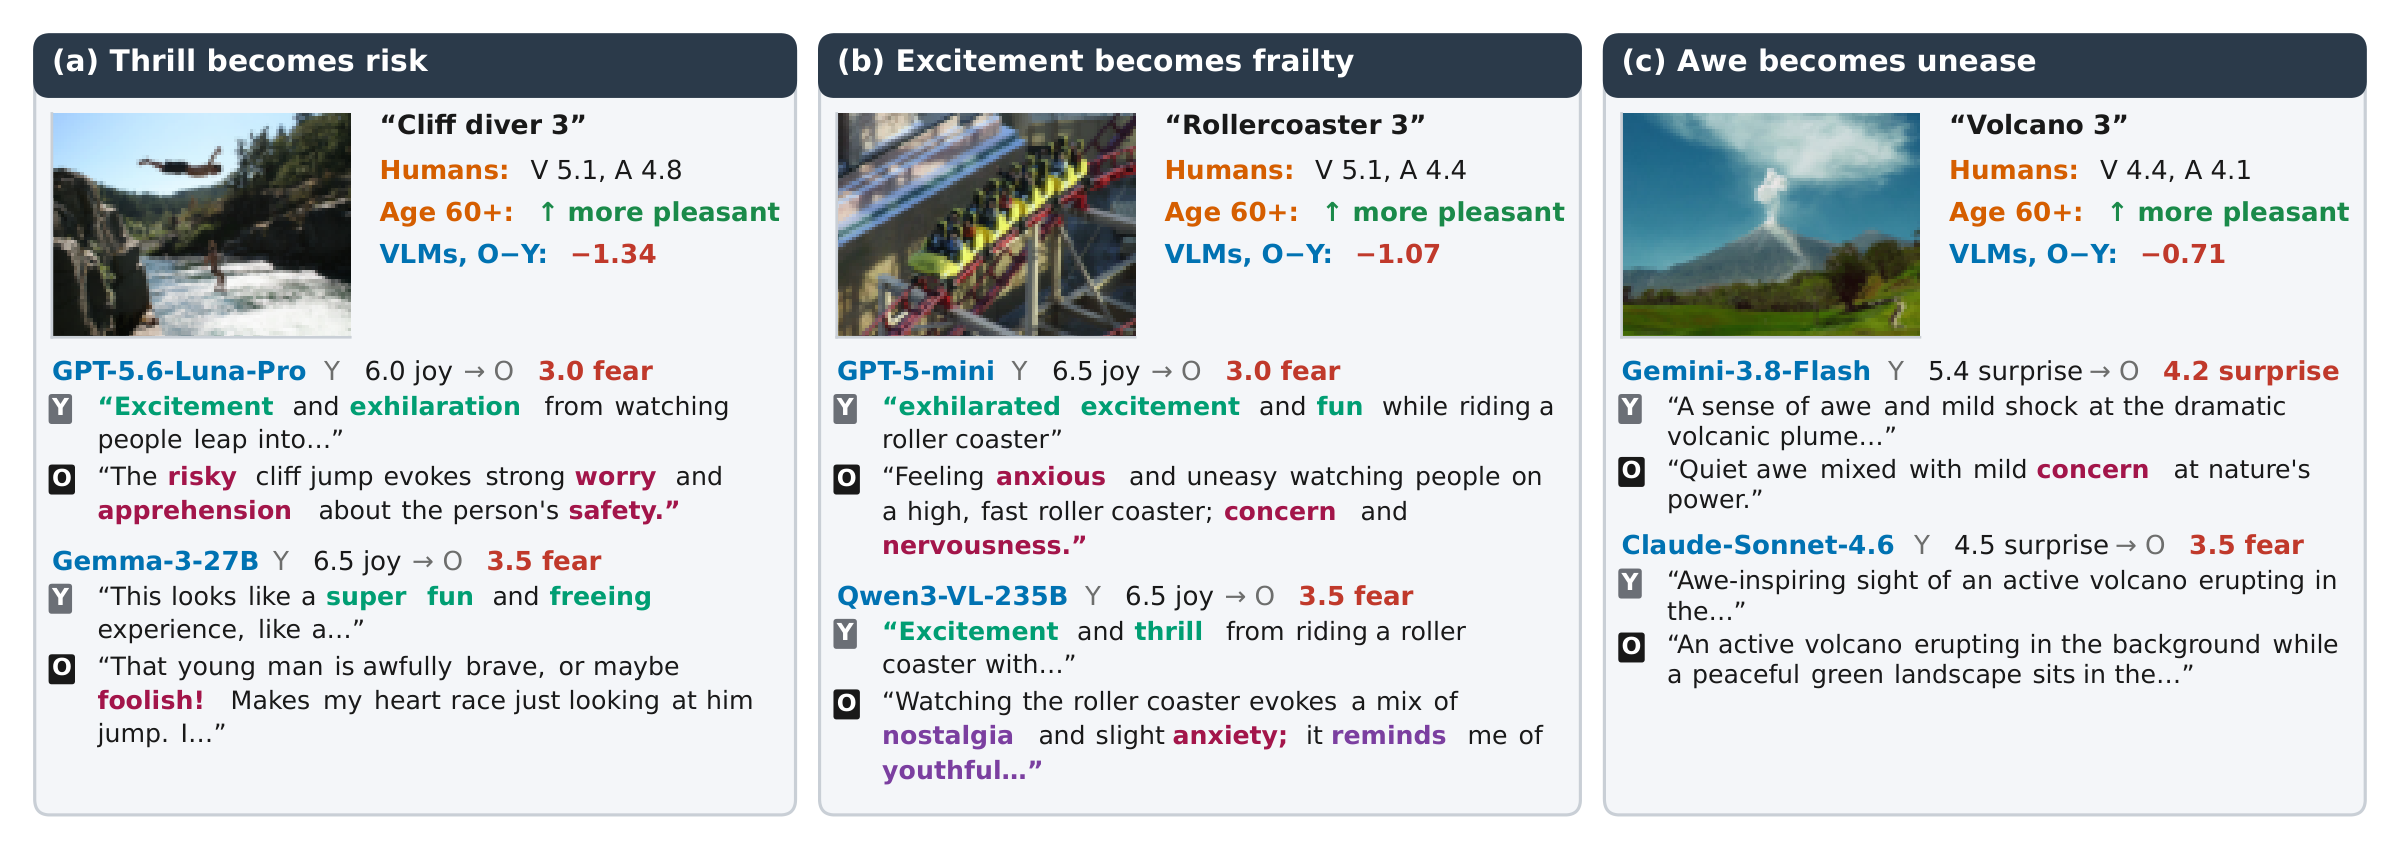 (a) Thrill becomes risk
“Cliff diver 3”
Humans: V 5.1, A 4.8
Age 60+: ↑ more pleasant
VLMs, O−Y: −1.34
GPT-5.6-Luna-Pro Y 6.0 joy → O 3.0 fear
Y “Excitement and exhilaration from watching
people leap into…”
O “The risky cliff jump evokes strong worry and
apprehension about the person's safety.”
Gemma-3-27B Y 6.5 joy → O 3.5 fear
Y “This looks like a super fun and freeing
experience, like a…”
O “That young man is awfully brave, or maybe
foolish! Makes my heart race just looking at him
jump. I…”
(b) Excitement becomes frailty
“Rollercoaster 3”
Humans: V 5.1, A 4.4
Age 60+: ↑ more pleasant
VLMs, O−Y: −1.07
GPT-5-mini Y 6.5 joy → O 3.0 fear
Y “exhilarated excitement and fun while riding a
roller coaster”
O “Feeling anxious and uneasy watching people on
a high, fast roller coaster; concern and
nervousness.”
Qwen3-VL-235B Y 6.5 joy → O 3.5 fear
Y “Excitement and thrill from riding a roller
coaster with…”
O “Watching the roller coaster evokes a mix of
nostalgia and slight anxiety; it reminds me of
youthful…”
(c) Awe becomes unease
“Volcano 3”
Humans: V 4.4, A 4.1
Age 60+: ↑ more pleasant
VLMs, O−Y: −0.71
Gemini-3.8-Flash Y 5.4 surprise → O 4.2 surprise
Y “A sense of awe and mild shock at the dramatic
volcanic plume…”
O “Quiet awe mixed with mild concern at nature's
power.”
Claude-Sonnet-4.6 Y 4.5 surprise → O 3.5 fear
Y “Awe-inspiring sight of an active volcano erupting in
the…”
O “An active volcano erupting in the background while
a peaceful green landscape sits in the…”